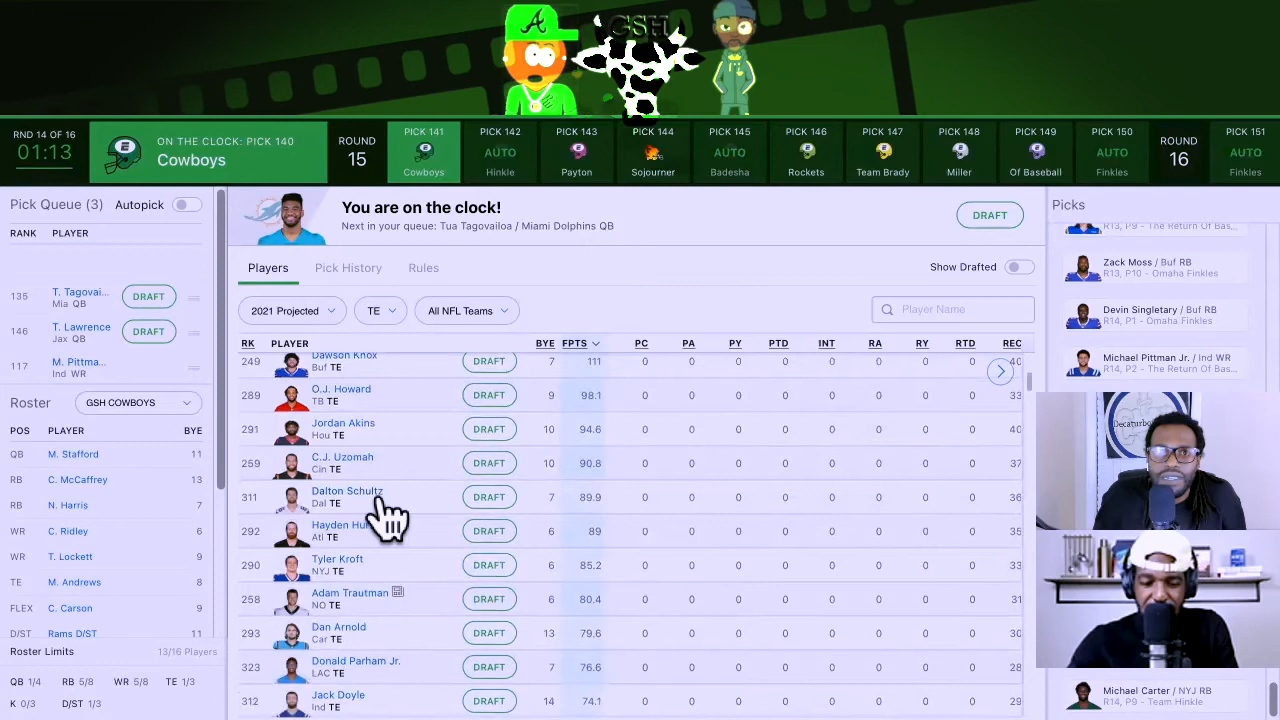 GSH
RND 14 OF 16
01:13
ON THE CLOCK: PICK 140
Cowboys
ROUND
15
PICK 141
Cowboys
PICK 142
AUTO
Hinkle
PICK 143
Payton
PICK 144
Sojourner
PICK 145
AUTO
Badesha
PICK 146
Rockets
PICK 147
Team Brady
PICK 148
Miller
PICK 149
Of Baseball
PICK 150
AUTO
Finkles
ROUND
16
PICK 151
AUTO
Finkles
Pick Queue (3) Autopick
RANK PLAYER
135 T. Tagovai... DRAFT
Mia QB
146 T. Lawrence DRAFT
Jax QB
117 M. Pittma...
Ind WR
Roster GSH COWBOYS
POS PLAYER BYE
QB M. Stafford 11
RB C. McCaffrey 13
RB N. Harris 7
WR C. Ridley 6
WR T. Lockett 9
TE M. Andrews 8
FLEX C. Carson 9
D/ST Rams D/ST 11
Roster Limits 13/16 Players
QB 1/4 RB 5/8 WR 5/8 TE 1/3
K 0/3 D/ST 1/3
You are on the clock!
Next in your queue: Tua Tagovailoa / Miami Dolphins QB
DRAFT
Players Pick History Rules Show Drafted
2021 Projected TE All NFL Teams Player Name
RK PLAYER BYE FPTS PC PA PY PTD INT RA RY RTD REC
249 Dawson Knox DRAFT 7 111 0 0 0 0 0 0 0 0
Buf TE
289 O.J. Howard DRAFT 9 98.1 0 0 0 0 0 0 0 0 33
TB TE
291 Jordan Akins DRAFT 10 94.6 0 0 0 0 0 0 0 0 40
Hou TE
259 C.J. Uzomah DRAFT 10 90.8 0 0 0 0 0 0 0 0 37
Cin TE
311 Dalton Schultz DRAFT 7 89.9 0 0 0 0 0 0 0 0 36
Dal TE
292 Hayden DRAFT 6 89 0 0 0 0 0 0 0 0 33
Atl TE
290 Tyler Kroft DRAFT 6 85.2 0 0 0 0 0 0 0 0 33
NYJ TE
258 Adam Trautman DRAFT 6 80.4 0 0 0 0 0 0 0 0 31
NO TE
293 Dan Arnold DRAFT 13 79.6 0 0 0 0 0 0 0 0 30
Car TE
323 Donald Parham Jr. DRAFT 7 76.6 0 0 0 0 0 0 0 0 28
LAC TE
312 Jack Doyle DRAFT 14 74.1 0 0 0 0 0 0 0 0 29
Ind TE
Picks
R13, P9 - The Return Of Bas...
Zack Moss / Buf RB
R13, P10 - Omaha Finkles
Devin Singletary / Buf RB
R14, P1 - Omaha Finkles
Michael Pittman Jr. / Ind WR
R14, P2 - The Return Of Bas...
Michael Carter / NYJ RB
R14, P9 - Team Hinkle